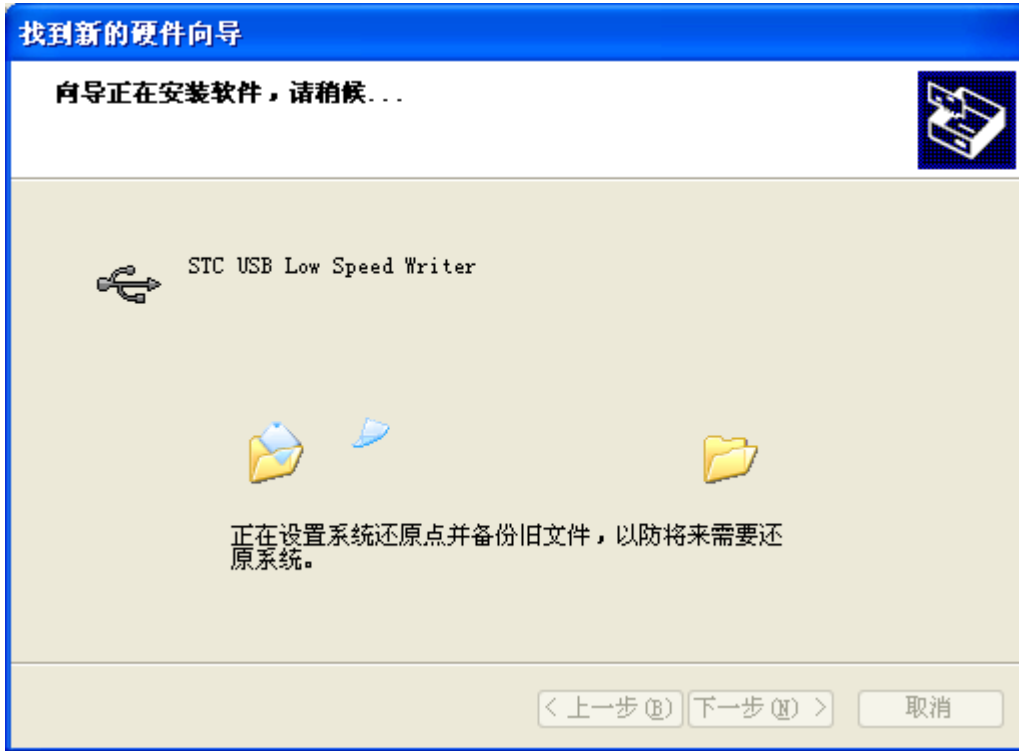 找到新的硬件向导
向导正在安装软件，请稍候...
STC USB Low Speed Writer
正在设置系统还原点并备份旧文件，以防将来需要还
原系统。
< 上一步(B) 下一步(N) > 取消